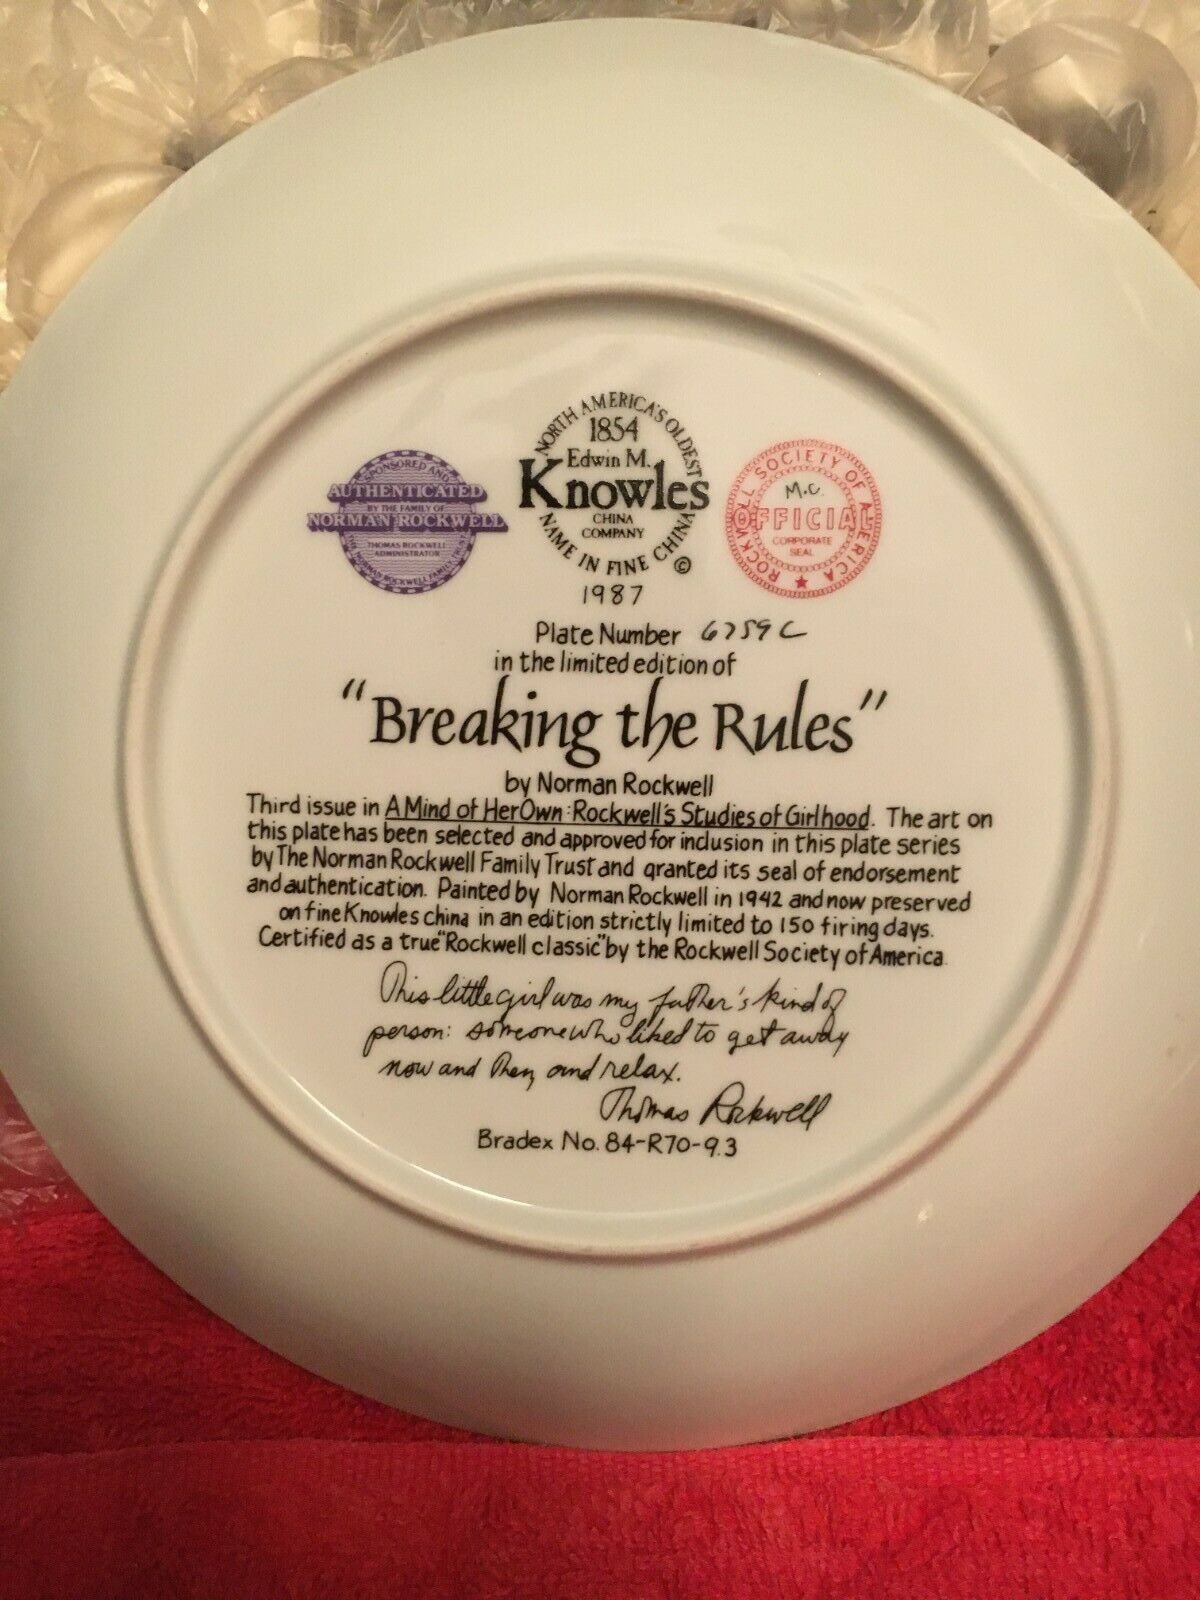 SPONSORED AND
AUTHENTICATED
BY THE FAMILY OF
NORMAN ROCKWELL
THOMAS ROCKWELL
ADMINISTRATOR
NORMAN ROCKWELL FAMILY
NORTH AMERICA'S OLDEST
1854
Edwin M.
Knowles
CHINA
COMPANY
NAME IN FINE CHINA
©
ROCKWELL SOCIETY OF AMERICA
M.C.
OFFICIAL
CORPORATE
SEAL
★
1987
Plate Number 6759C
in the limited edition of
"Breaking the Rules"
by Norman Rockwell
Third issue in A Mind of Her Own: Rockwell's Studies of Girlhood. The art on
this plate has been selected and approved for inclusion in this plate series
by The Norman Rockwell Family Trust and granted its seal of endorsement
and authentication. Painted by Norman Rockwell in 1942 and now preserved
on fine Knowles china in an edition strictly limited to 150 firing days.
Certified as a true "Rockwell classic" by the Rockwell Society of America.
This little girl was my father's kind of
person: someone who liked to get away
now and then, and relax.
Thomas Rockwell
Bradex No. 84-R70-9.3